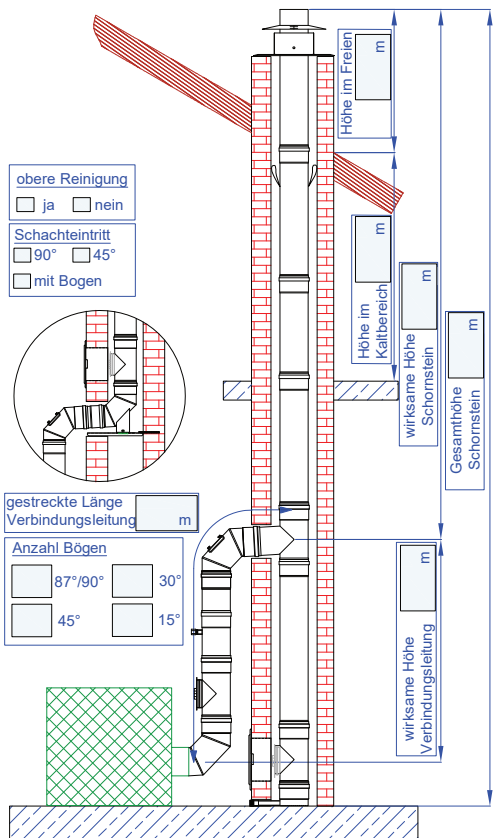 Höhe im Freien
m
obere Reinigung
ja nein
Schachteintritt
90° 45°
mit Bogen
Höhe im
Kaltbereich
m
wirksame Höhe
Schornstein
m
Gesamthöhe
Schornstein
m
gestreckte Länge
Verbindungsleitung
m
Anzahl Bögen
87°/90° 30°
45° 15°
wirksame Höhe
Verbindungsleitung
m